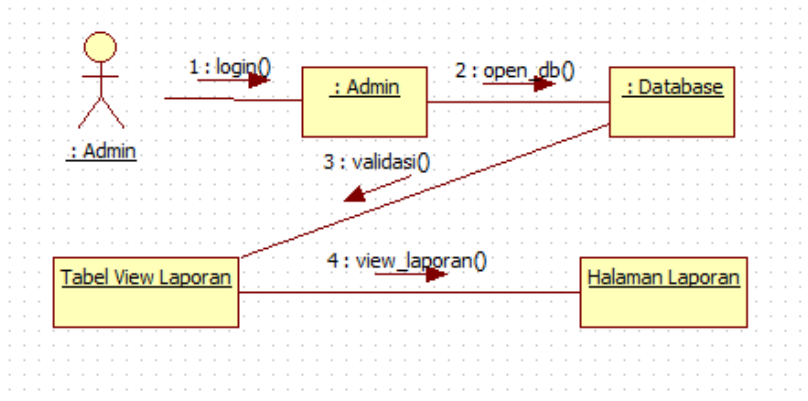 1 : login()
2 : open_db()
: Admin
: Database
: Admin
3 : validasi()
Tabel View Laporan
4 : view_laporan()
Halaman Laporan